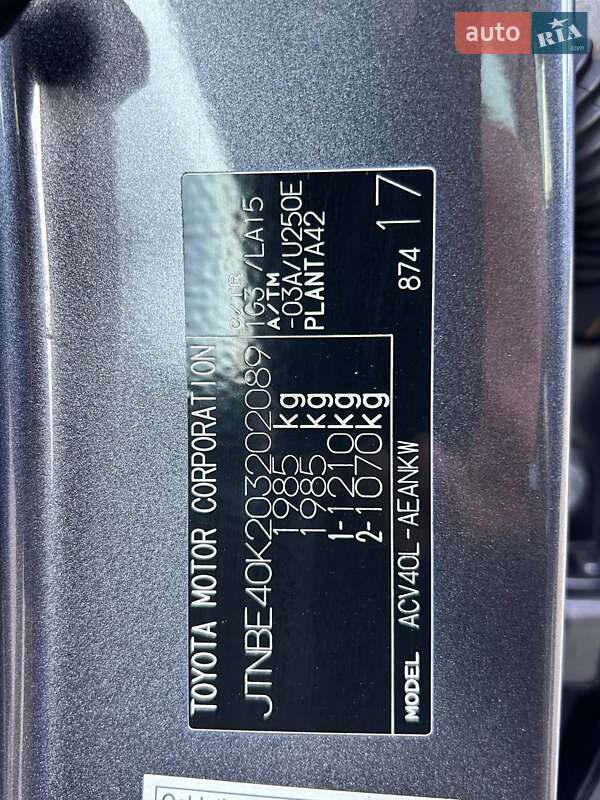 auto RIA .com
TOYOTA MOTOR CORPORATION
JTNBE40K203202089
1985 kg
1985 kg
1-1210kg
2-1070kg
C/TR
1G3 /LA15
A/TM
-03A/U250E
PLANTA42
MODEL ACV40L-AEANKW
874 17